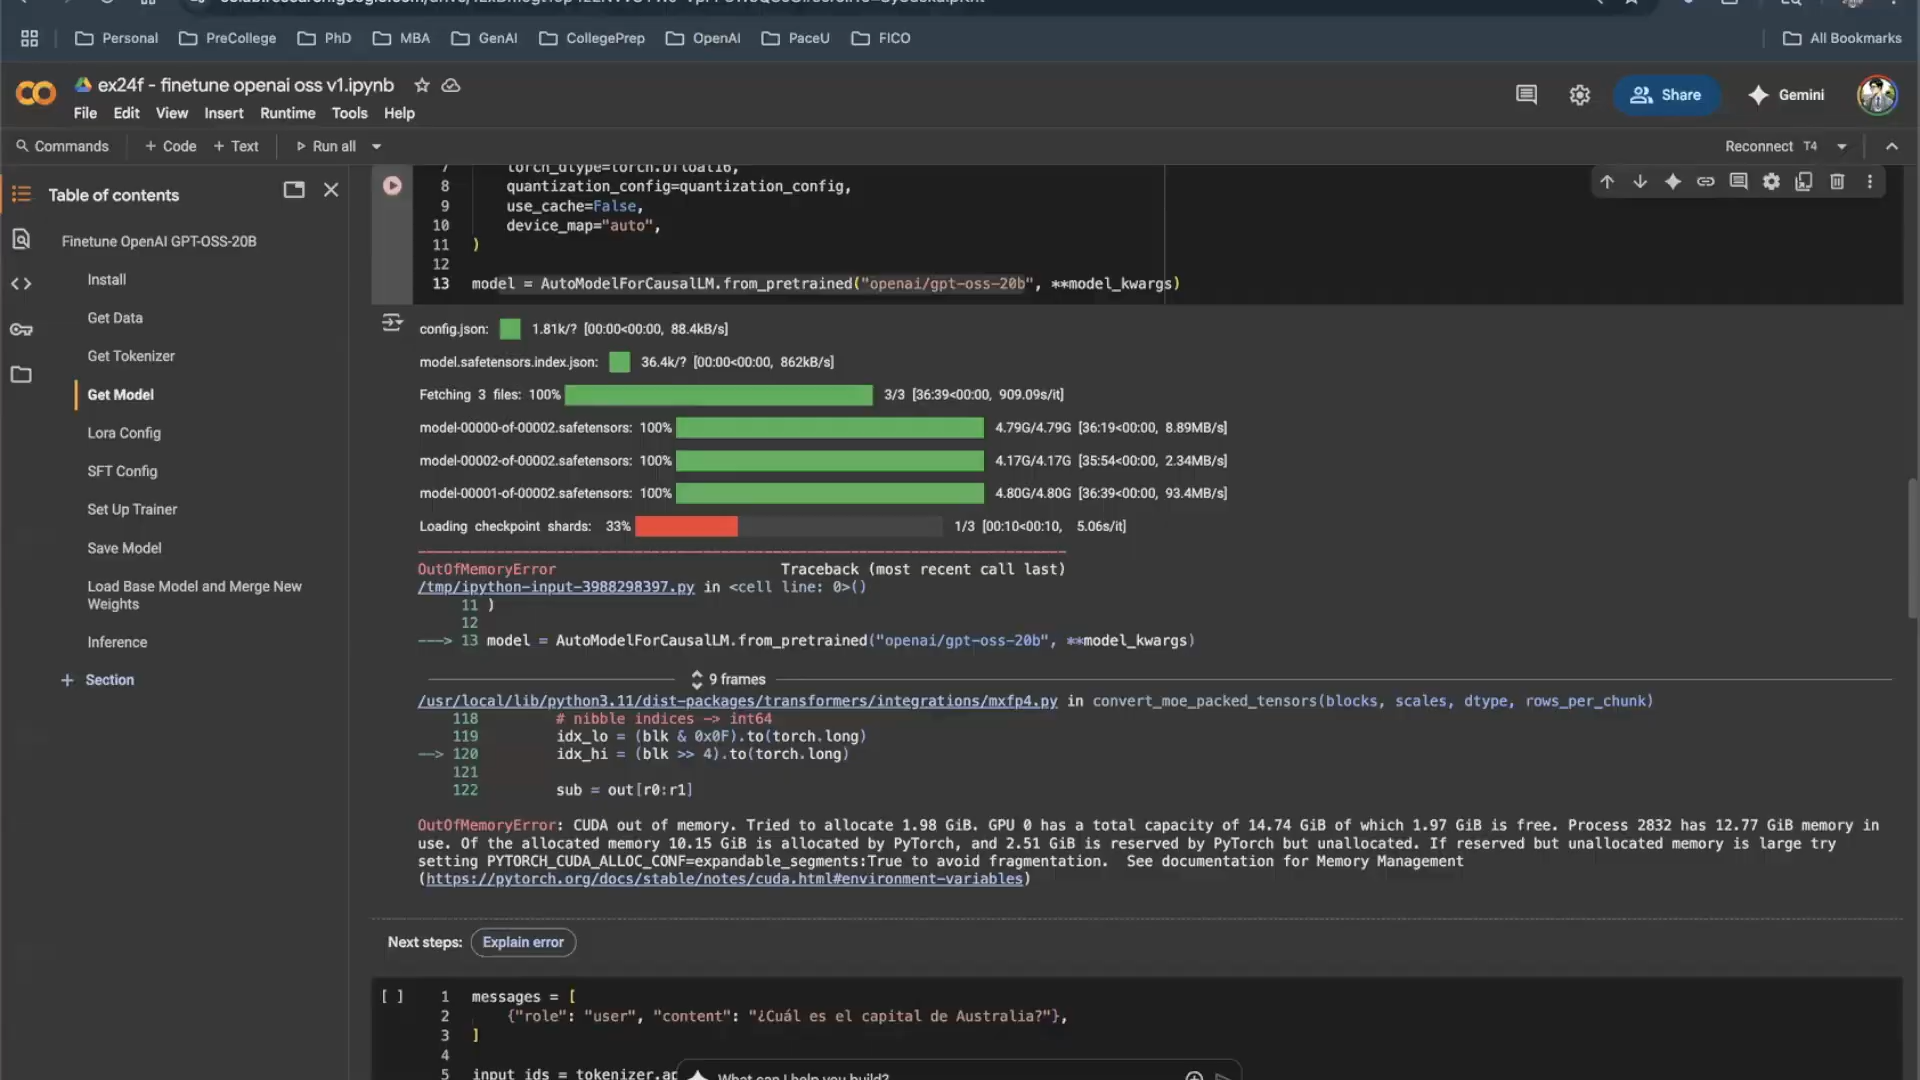 Personal PreCollege PhD MBA GenAI CollegePrep OpenAI PaceU FICO All Bookmarks
ex24f - finetune openai oss v1.ipynb
Share Gemini
File Edit View Insert Runtime Tools Help
Commands + Code + Text Run all Reconnect T4
Table of contents
Finetune OpenAI GPT-OSS-20B
Install
Get Data
Get Tokenizer
Get Model
Lora Config
SFT Config
Set Up Trainer
Save Model
Load Base Model and Merge New
Weights
Inference
+ Section
7 torch_dtype=torch.bfloat16,
8 quantization_config=quantization_config,
9 use_cache=False,
10 device_map="auto",
11 )
12
13 model = AutoModelForCausalLM.from_pretrained("openai/gpt-oss-20b", **model_kwargs)
config.json: 1.81k/? [00:00<00:00, 88.4kB/s]
model.safetensors.index.json: 36.4k/? [00:00<00:00, 862kB/s]
Fetching 3 files: 100% 3/3 [36:39<00:00, 909.09s/it]
model-00000-of-00002.safetensors: 100% 4.79G/4.79G [36:19<00:00, 8.89MB/s]
model-00002-of-00002.safetensors: 100% 4.17G/4.17G [35:54<00:00, 2.34MB/s]
model-00001-of-00002.safetensors: 100% 4.80G/4.80G [36:39<00:00, 93.4MB/s]
Loading checkpoint shards: 33% 1/3 [00:10<00:10, 5.06s/it]
OutOfMemoryError Traceback (most recent call last)
/tmp/ipython-input-3988298397.py in <cell line: 0>()
11 )
12
---> 13 model = AutoModelForCausalLM.from_pretrained("openai/gpt-oss-20b", **model_kwargs)
9 frames
/usr/local/lib/python3.11/dist-packages/transformers/integrations/mxfp4.py in convert_moe_packed_tensors(blocks, scales, dtype, rows_per_chunk)
118 # nibble indices -> int64
119 idx_lo = (blk & 0x0F).to(torch.long)
--> 120 idx_hi = (blk >> 4).to(torch.long)
121
122 sub = out[r0:r1]
OutOfMemoryError: CUDA out of memory. Tried to allocate 1.98 GiB. GPU 0 has a total capacity of 14.74 GiB of which 1.97 GiB is free. Process 2832 has 12.77 GiB memory in
use. Of the allocated memory 10.15 GiB is allocated by PyTorch, and 2.51 GiB is reserved by PyTorch but unallocated. If reserved but unallocated memory is large try
setting PYTORCH_CUDA_ALLOC_CONF=expandable_segments:True to avoid fragmentation. See documentation for Memory Management
(https://pytorch.org/docs/stable/notes/cuda.html#environment-variables)
Next steps: Explain error
[ ] 1 messages = [
2 {"role": "user", "content": "¿Cuál es el capital de Australia?"},
3 ]
4
5 input_ids = tokenizer.ap
What can I help you build?